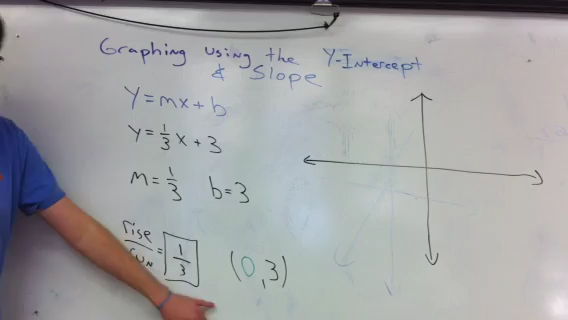 Graphing using the Y-Intercept
& Slope
y=mx+b
y=1/3x+3
m=1/3 b=3
rise/run=1/3 (0,3)